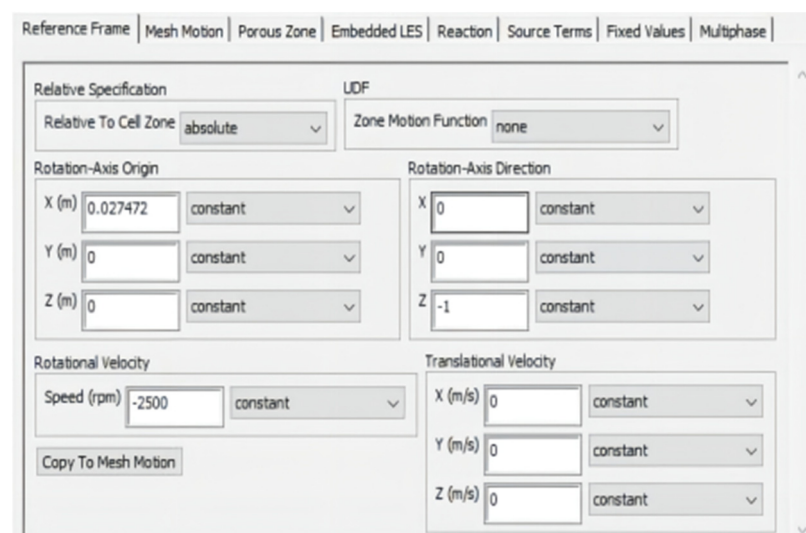 Reference Frame Mesh Motion Porous Zone Embedded LES Reaction Source Terms Fixed Values Multiphase
Relative Specification UDF
Relative To Cell Zone absolute Zone Motion Function none
Rotation-Axis Origin Rotation-Axis Direction
X (m) 0.027472 constant X 0 constant
Y (m) 0 constant Y 0 constant
Z (m) 0 constant Z -1 constant
Rotational Velocity Translational Velocity
Speed (rpm) -2500 constant X (m/s) 0 constant
Copy To Mesh Motion Y (m/s) 0 constant
Z (m/s) 0 constant